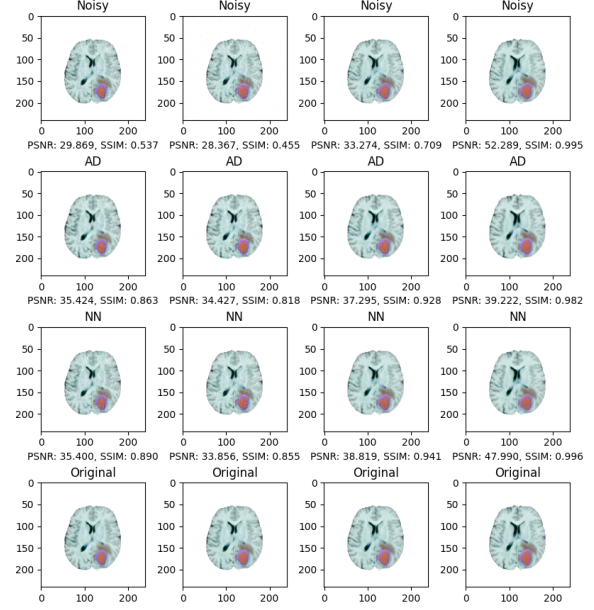 Noisy Noisy Noisy Noisy
0 0 0 0
50 50 50 50
100 100 100 100
150 150 150 150
200 200 200 200
0 100 200 0 100 200 0 100 200 0 100 200
PSNR: 29.869, SSIM: 0.537 PSNR: 28.367, SSIM: 0.455 PSNR: 33.274, SSIM: 0.709 PSNR: 52.289, SSIM: 0.995
AD AD AD AD
0 0 0 0
50 50 50 50
100 100 100 100
150 150 150 150
200 200 200 200
0 100 200 0 100 200 0 100 200 0 100 200
PSNR: 35.424, SSIM: 0.863 PSNR: 34.427, SSIM: 0.818 PSNR: 37.295, SSIM: 0.928 PSNR: 39.222, SSIM: 0.982
NN NN NN NN
0 0 0 0
50 50 50 50
100 100 100 100
150 150 150 150
200 200 200 200
0 100 200 0 100 200 0 100 200 0 100 200
PSNR: 35.400, SSIM: 0.890 PSNR: 33.856, SSIM: 0.855 PSNR: 38.819, SSIM: 0.941 PSNR: 47.990, SSIM: 0.996
Original Original Original Original
0 0 0 0
50 50 50 50
100 100 100 100
150 150 150 150
200 200 200 200
0 100 200 0 100 200 0 100 200 0 100 200